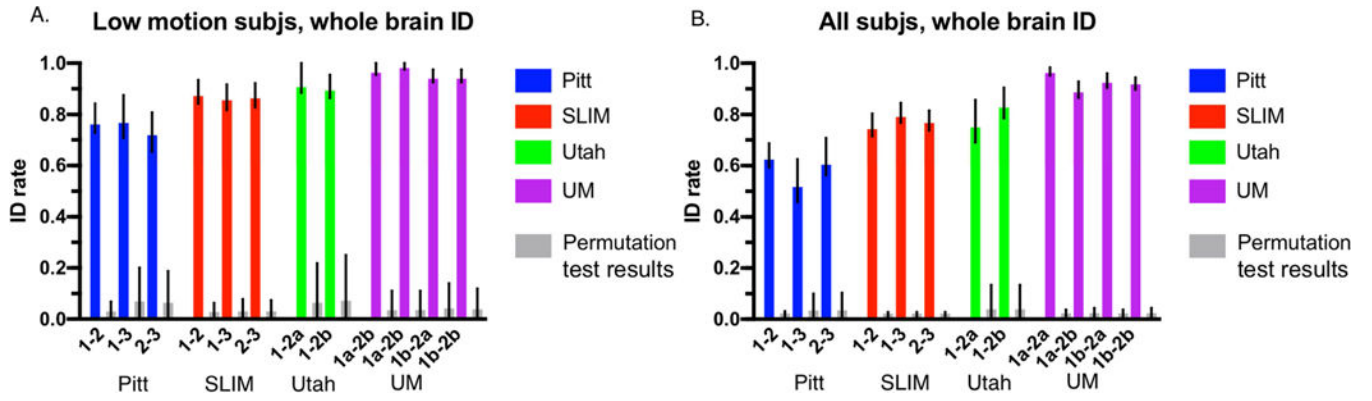 A.
Low motion subjs, whole brain ID
ID rate
1.0
0.8
0.6
0.4
0.2
0.0
1-2
1-3
2-3
1-2
1-3
2-3
1-2a
1-2b
1a-2b
1a-2b
1b-2a
1b-2b
Pitt
SLIM
Utah
UM
Pitt
SLIM
Utah
UM
Permutation
test results
B.
All subjs, whole brain ID
ID rate
1.0
0.8
0.6
0.4
0.2
0.0
1-2
1-3
2-3
1-2
1-3
2-3
1-2a
1-2b
1a-2a
1a-2b
1b-2a
1b-2b
Pitt
SLIM
Utah
UM
Pitt
SLIM
Utah
UM
Permutation
test results